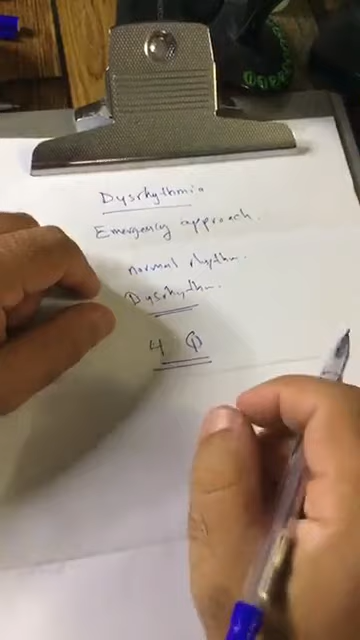 Dysrhythmia
Emergency approach.
normal rhythm.
Dysrhythm.
4 Q